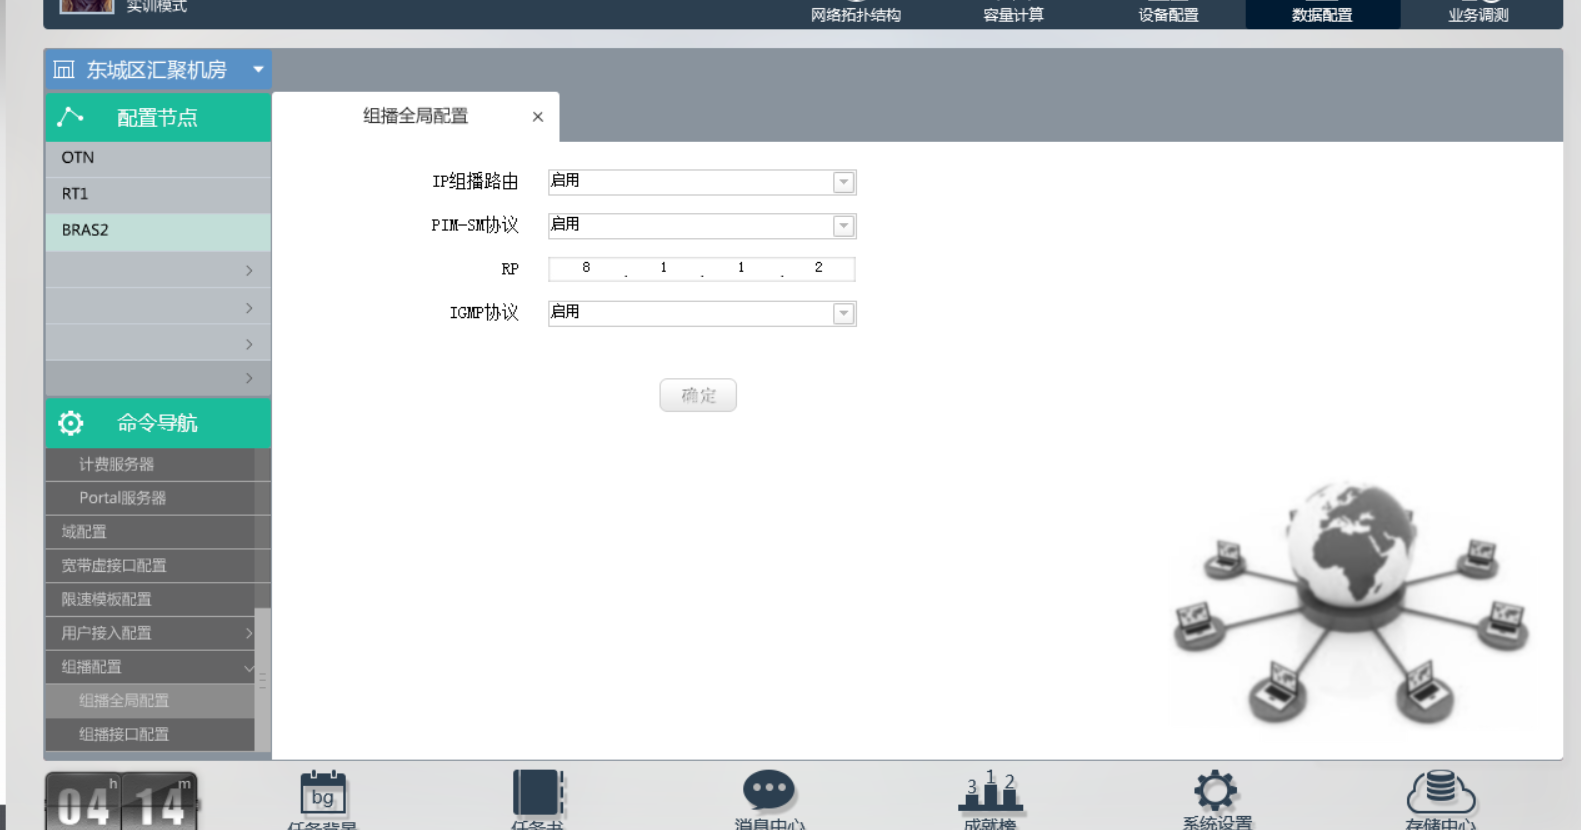 实训模式
网络拓扑结构
容量计算
设备配置
数据配置
业务调测
东城区汇聚机房
配置节点
OTN
RT1
BRAS2
命令导航
计费服务器
Portal服务器
域配置
宽带虚接口配置
限速模板配置
用户接入配置
组播配置
组播全局配置
组播接口配置
组播全局配置 ×
IP组播路由 启用
PIM-SM协议 启用
RP 8 . 1 . 1 . 2
IGMP协议 启用
确定
04 h 14 m
bg
任务背景
任务书
消息中心
3 1 2
成就榜
系统设置
存储中心